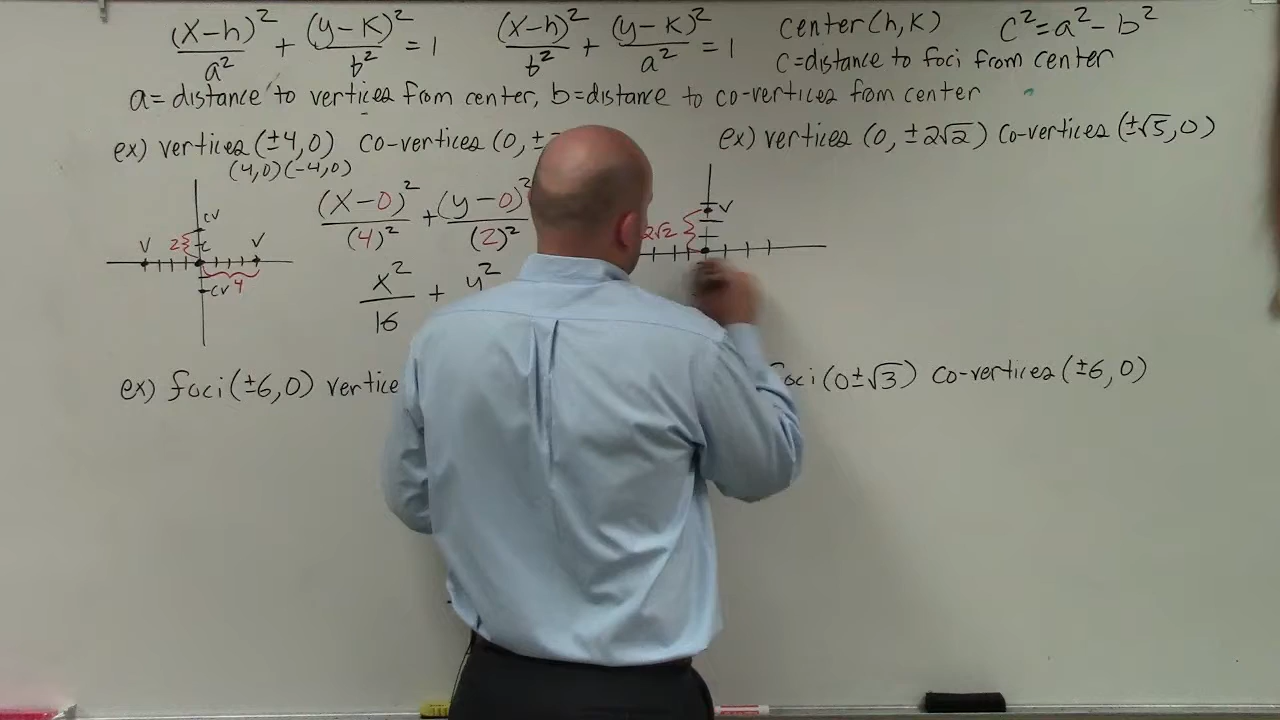 (x-h)²/a² + (y-k)²/b² = 1 (x-h)²/b² + (y-k)²/a² = 1 center (h,k) c²=a²-b²
c=distance to foci from center
a=distance to vertices from center, b=distance to co-vertices from center
ex) vertices (±4,0) co-vertices (0, ±
(4,0)(-4,0)
(x-0)²/(4)² + (y-0)²/(2)²
x²/16 + y²
cv
2 c
V V
4
cv
ex) vertices (0, ±2√2) co-vertices (±√5,0)
V
2√2
ex) foci (±6,0) vertice
foci (0±√3) co-vertices (±6,0)